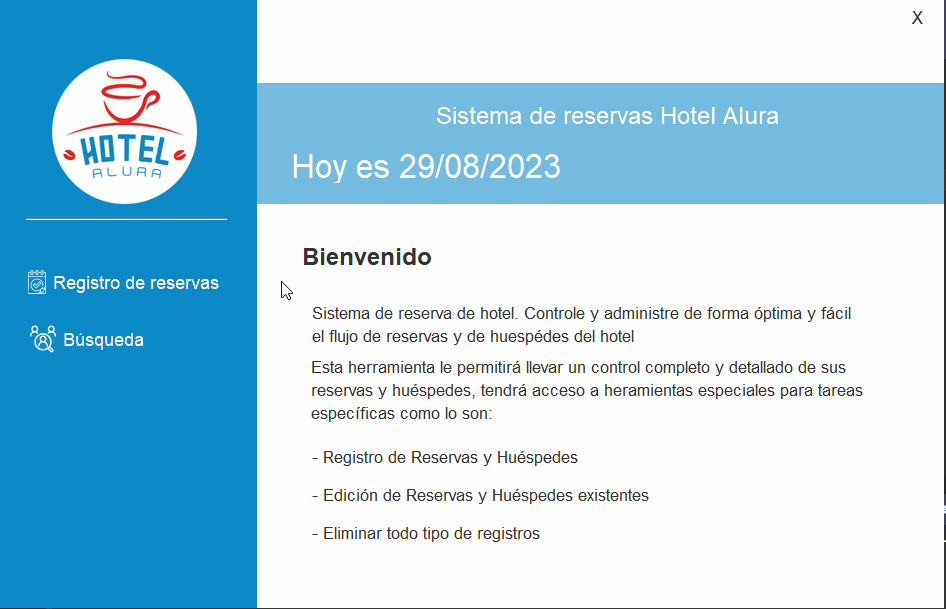 X
HOTEL
ALURA
Registro de reservas
Búsqueda
Sistema de reservas Hotel Alura
Hoy es 29/08/2023
Bienvenido
Sistema de reserva de hotel. Controle y administre de forma óptima y fácil
el flujo de reservas y de huespédes del hotel
Esta herramienta le permitirá llevar un control completo y detallado de sus
reservas y huéspedes, tendrá acceso a heramientas especiales para tareas
específicas como lo son:
- Registro de Reservas y Huéspedes
- Edición de Reservas y Huéspedes existentes
- Eliminar todo tipo de registros